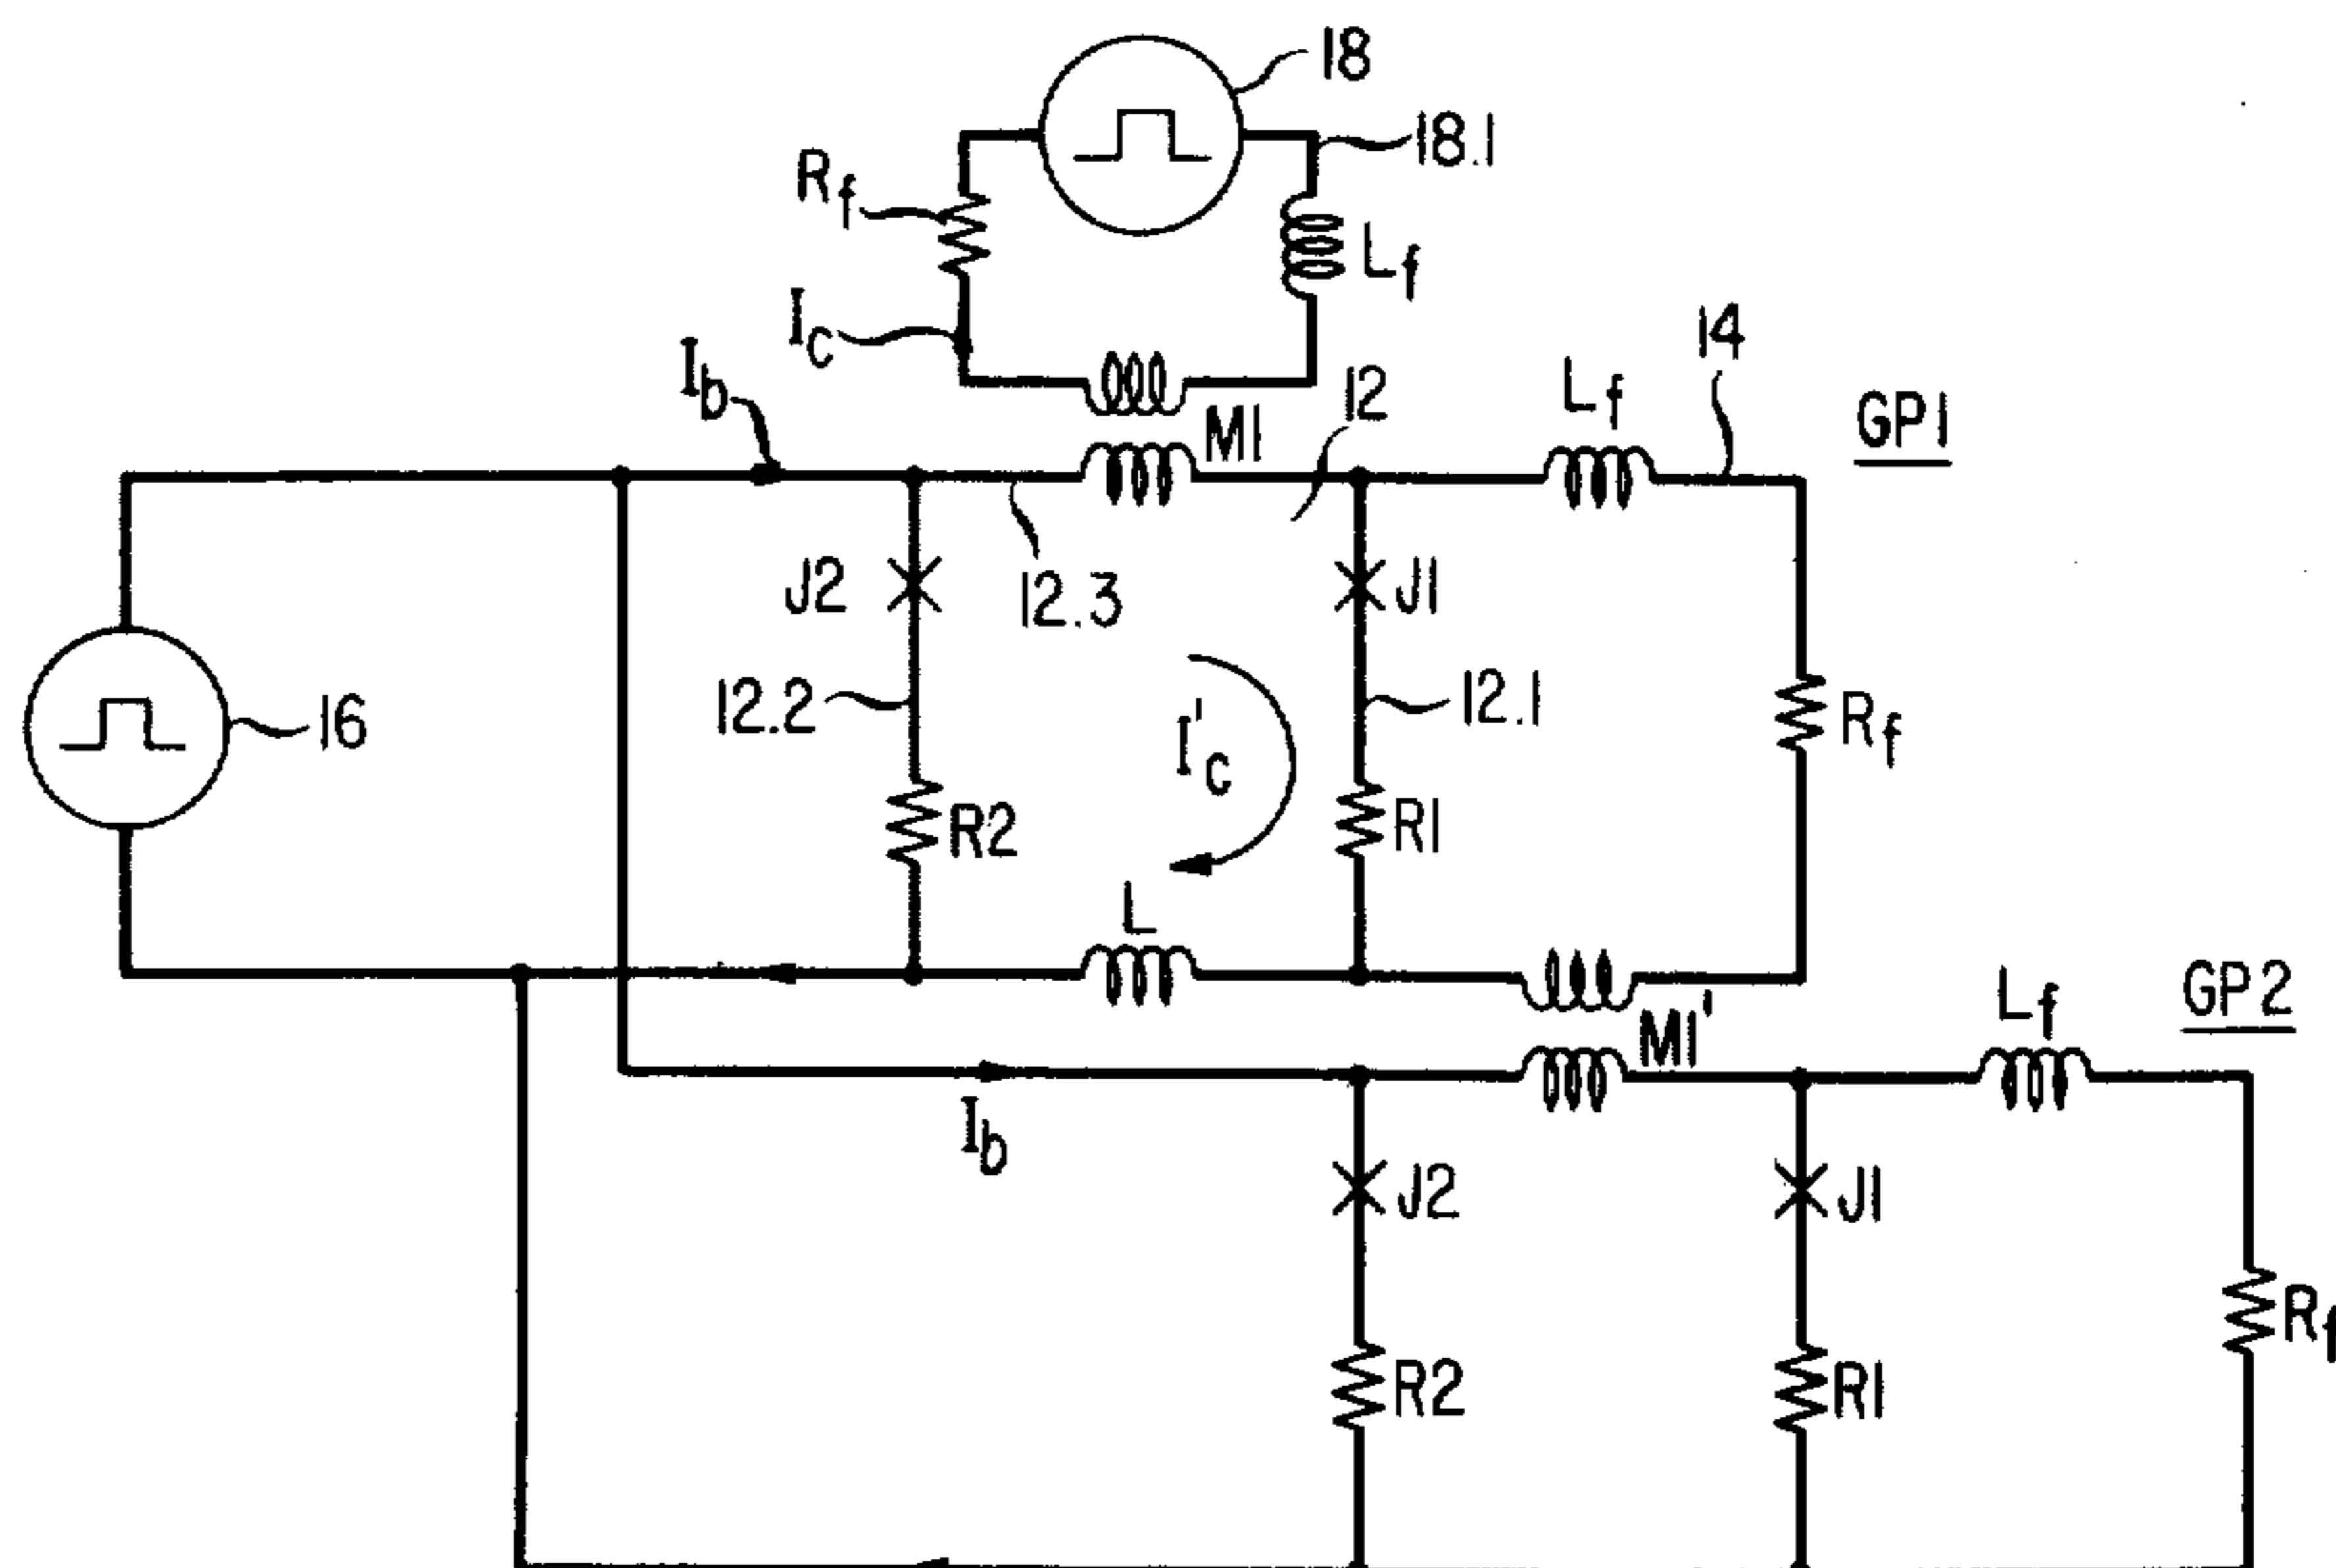 18
18.1
Rf
Lf
Ic
Ib
M1
12
Lf
14
GP1
J2
12.3
J1
16
12.2
I'c
12.1
Rf
R2
R1
L
M1'
Lf
GP2
Ib
J2
J1
R2
R1
Rf